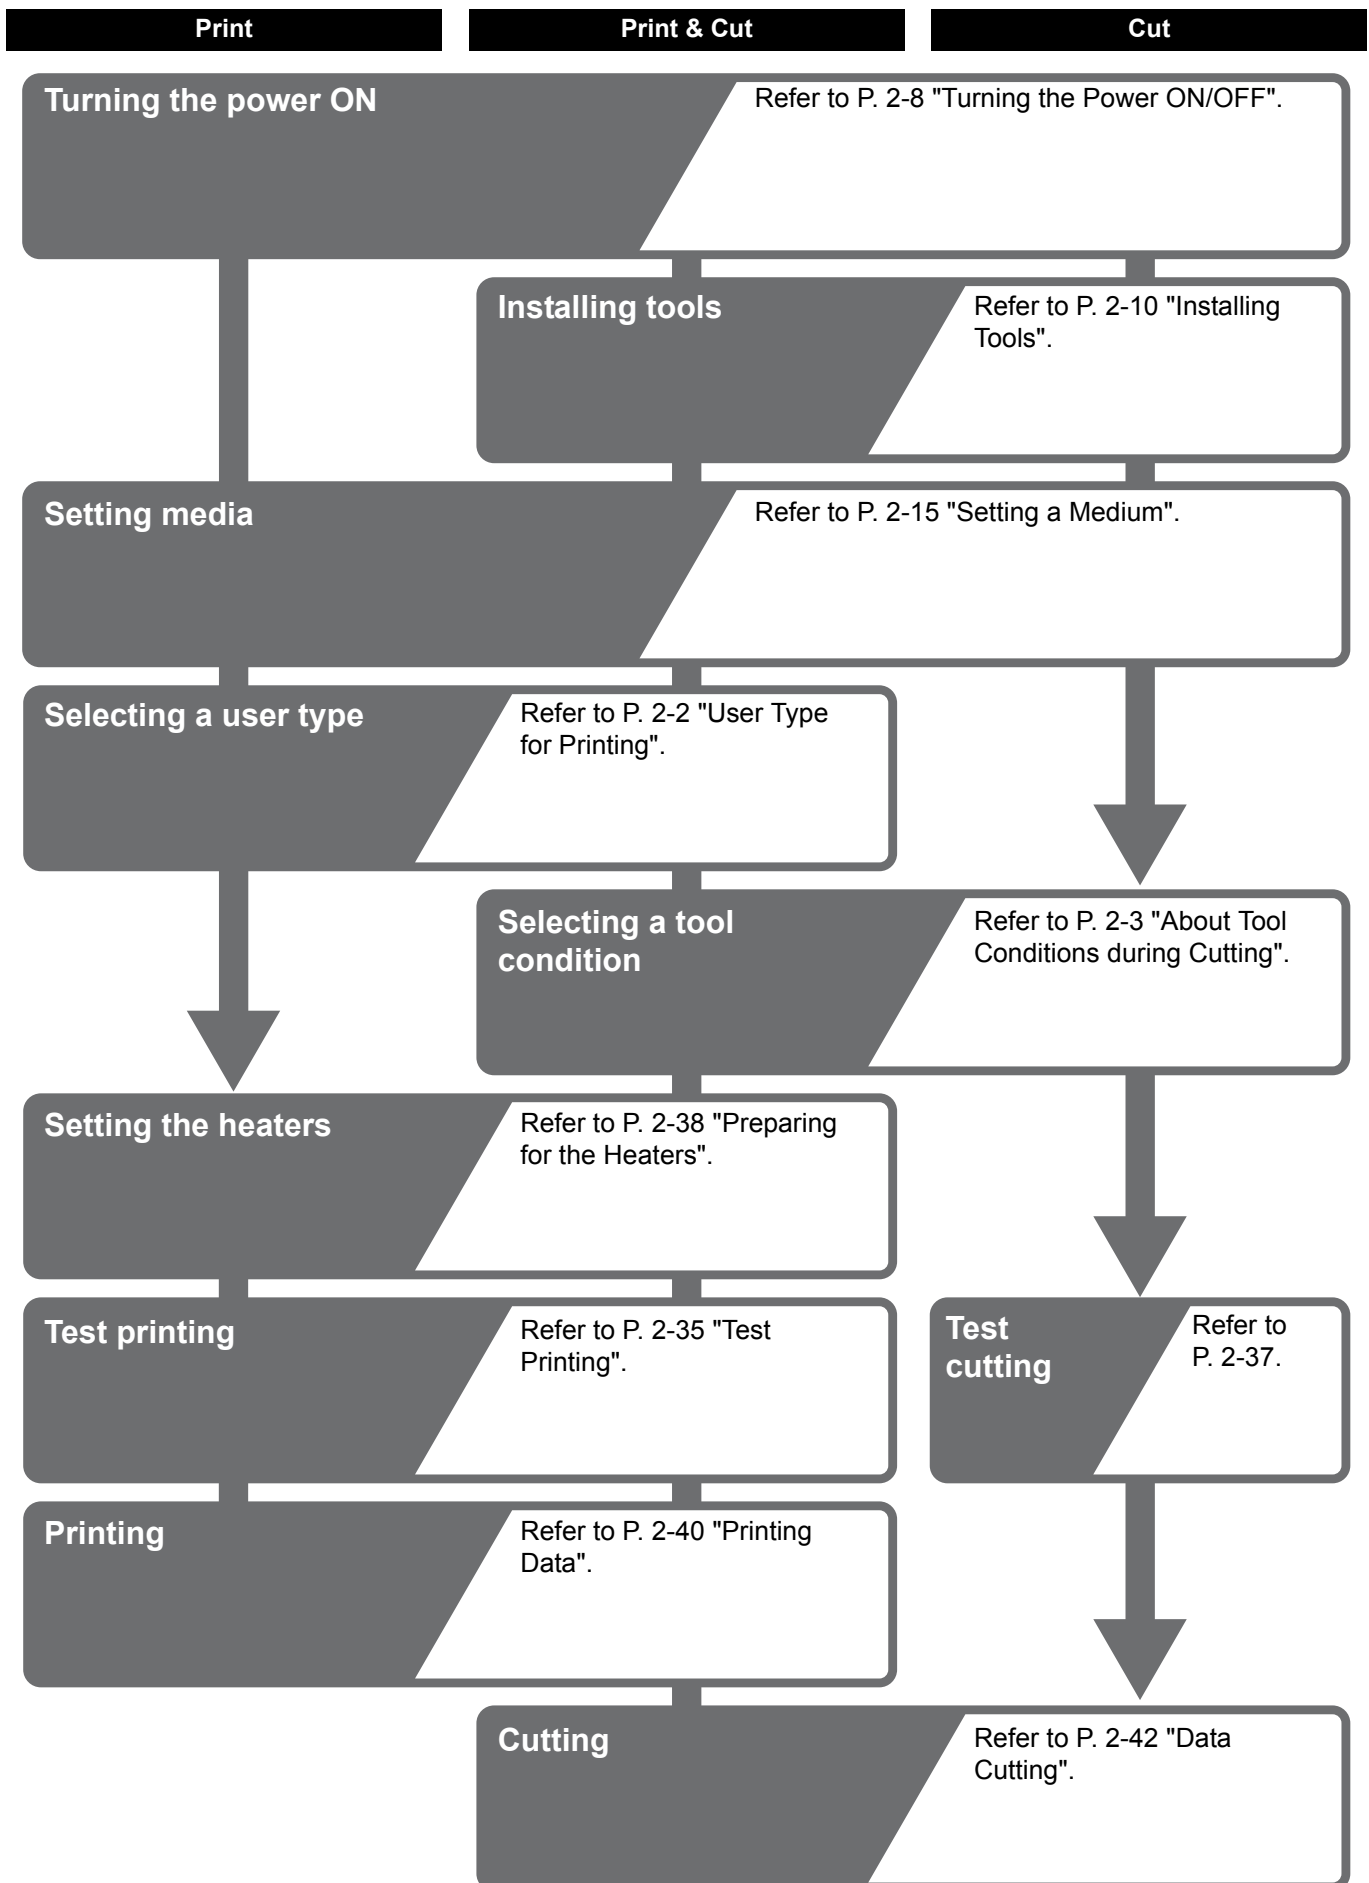 Print
Print & Cut
Cut
Turning the power ON
Refer to P. 2-8 "Turning the Power ON/OFF".
Installing tools
Refer to P. 2-10 "Installing
Tools".
Setting media
Refer to P. 2-15 "Setting a Medium".
Selecting a user type
Refer to P. 2-2 "User Type
for Printing".
Selecting a tool
condition
Refer to P. 2-3 "About Tool
Conditions during Cutting".
Setting the heaters
Refer to P. 2-38 "Preparing
for the Heaters".
Test printing
Refer to P. 2-35 "Test
Printing".
Test
cutting
Refer to
P. 2-37.
Printing
Refer to P. 2-40 "Printing
Data".
Cutting
Refer to P. 2-42 "Data
Cutting".